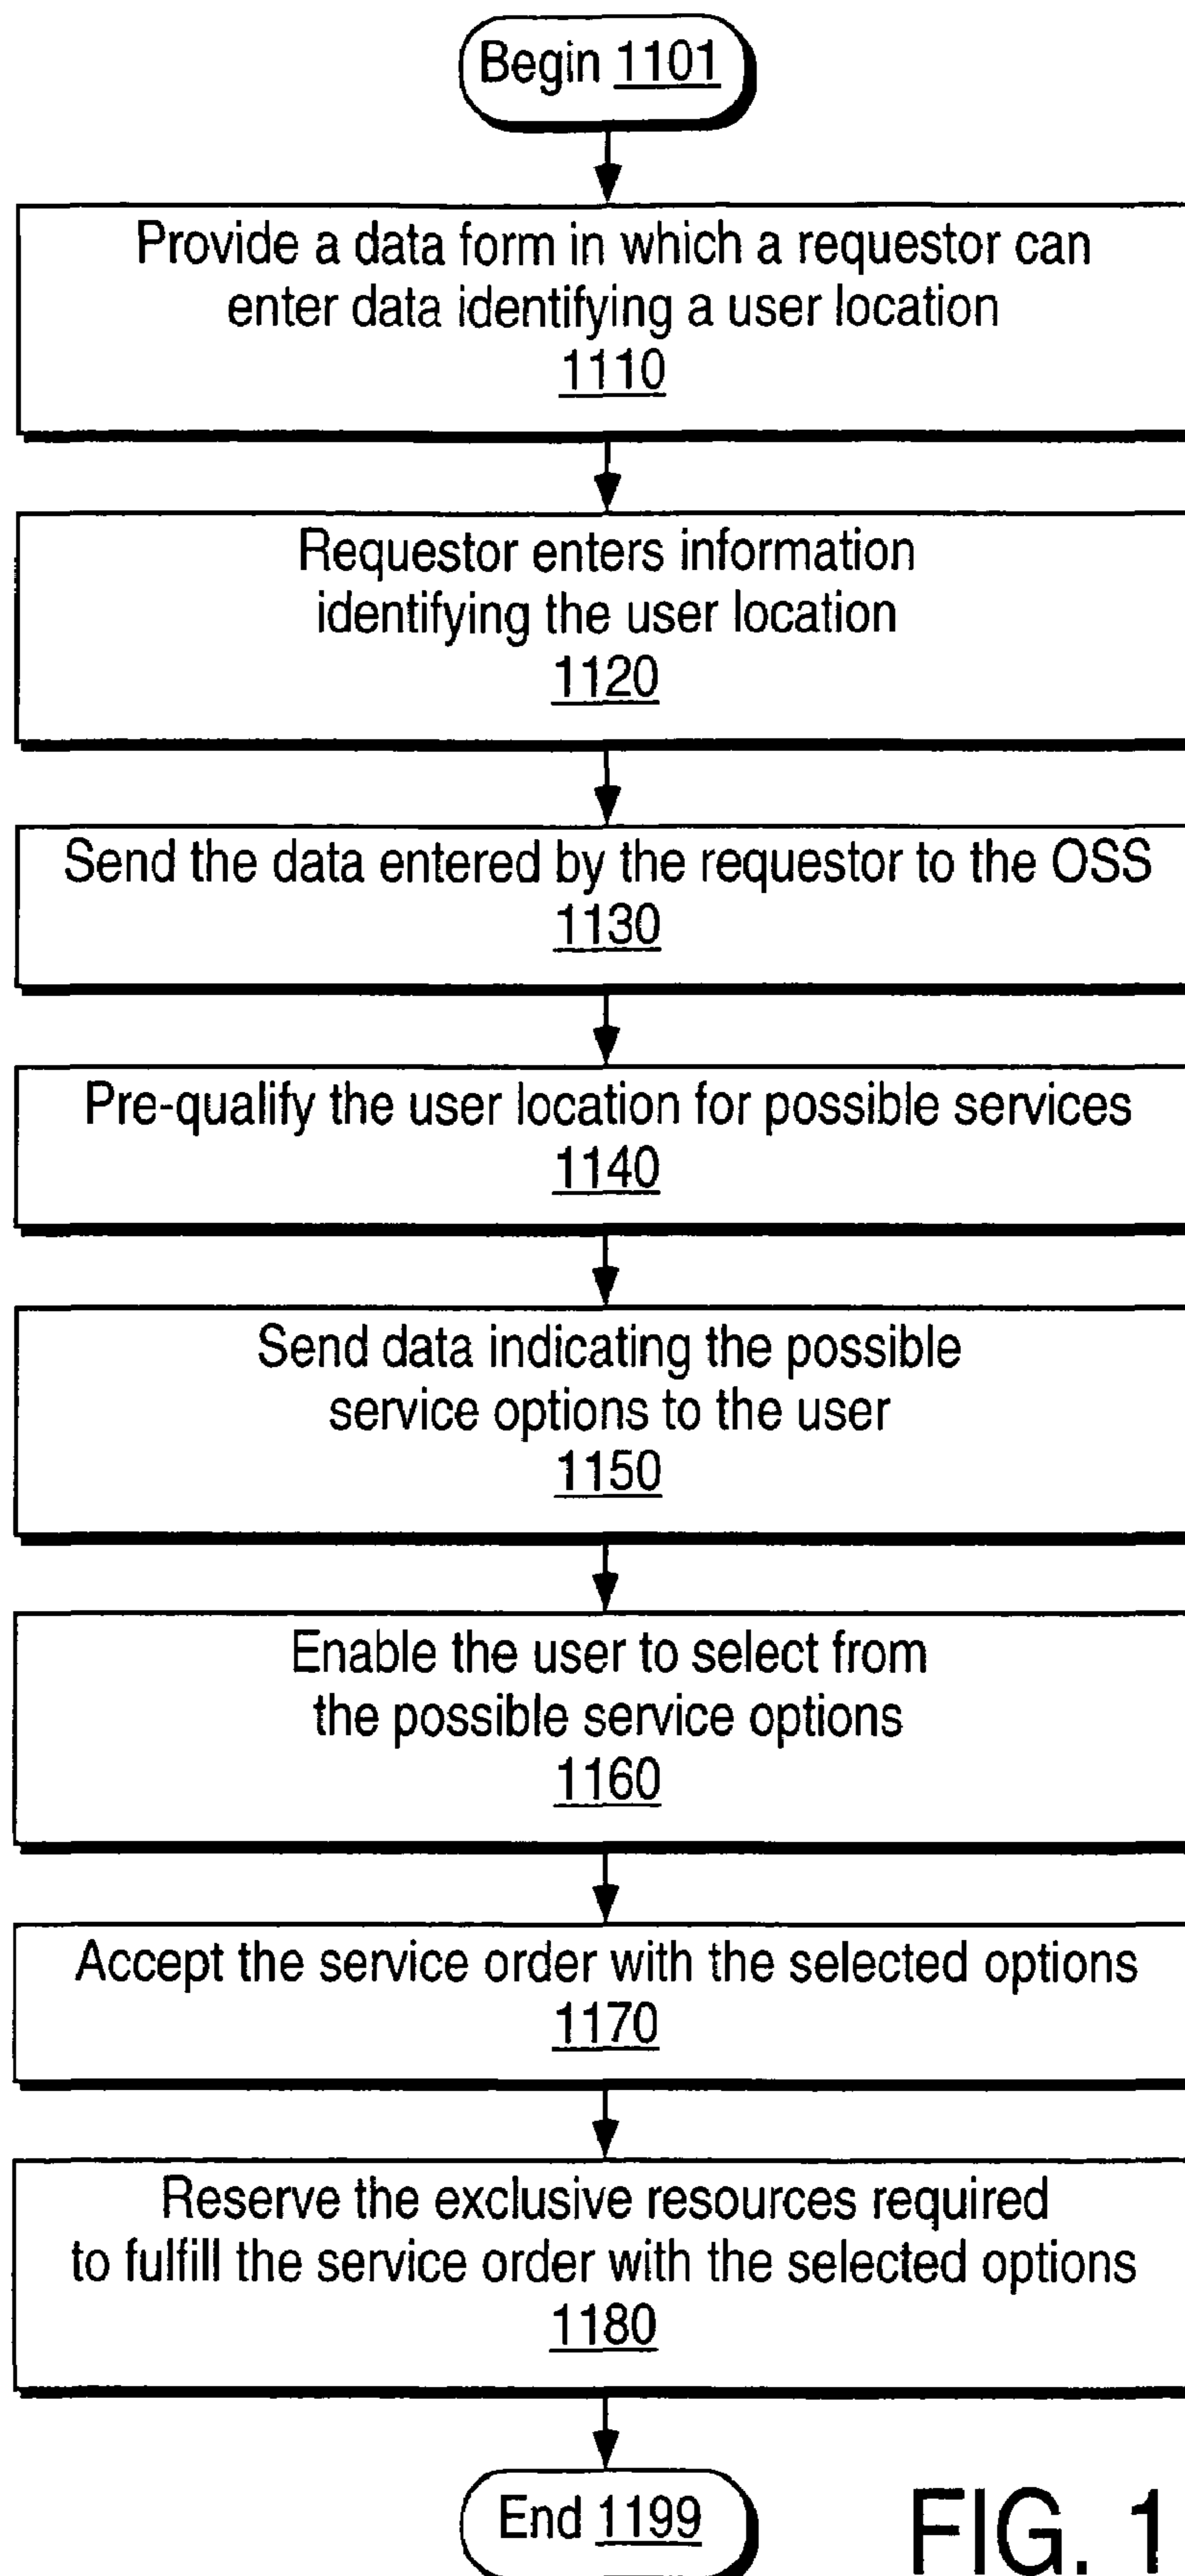 Begin 1101
Provide a data form in which a requestor can
enter data identifying a user location
1110
Requestor enters information
identifying the user location
1120
Send the data entered by the requestor to the OSS
1130
Pre-qualify the user location for possible services
1140
Send data indicating the possible
service options to the user
1150
Enable the user to select from
the possible service options
1160
Accept the service order with the selected options
1170
Reserve the exclusive resources required
to fulfill the service order with the selected options
1180
End 1199
FIG. 1